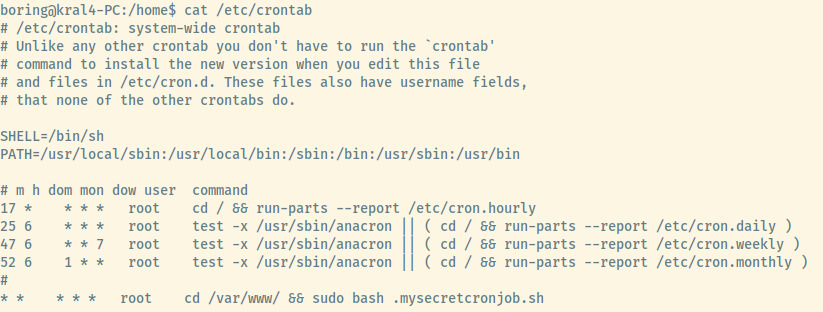 boring@kral4-PC:/home$ cat /etc/crontab
# /etc/crontab: system-wide crontab
# Unlike any other crontab you don't have to run the `crontab'
# command to install the new version when you edit this file
# and files in /etc/cron.d. These files also have username fields,
# that none of the other crontabs do.

SHELL=/bin/sh
PATH=/usr/local/sbin:/usr/local/bin:/sbin:/bin:/usr/sbin:/usr/bin

# m h dom mon dow user  command
17 *    * * *   root    cd / && run-parts --report /etc/cron.hourly
25 6    * * *   root    test -x /usr/sbin/anacron || ( cd / && run-parts --report /etc/cron.daily )
47 6    * * 7   root    test -x /usr/sbin/anacron || ( cd / && run-parts --report /etc/cron.weekly )
52 6    1 * *   root    test -x /usr/sbin/anacron || ( cd / && run-parts --report /etc/cron.monthly )
#
* *    * * *   root    cd /var/www/ && sudo bash .mysecretcronjob.sh